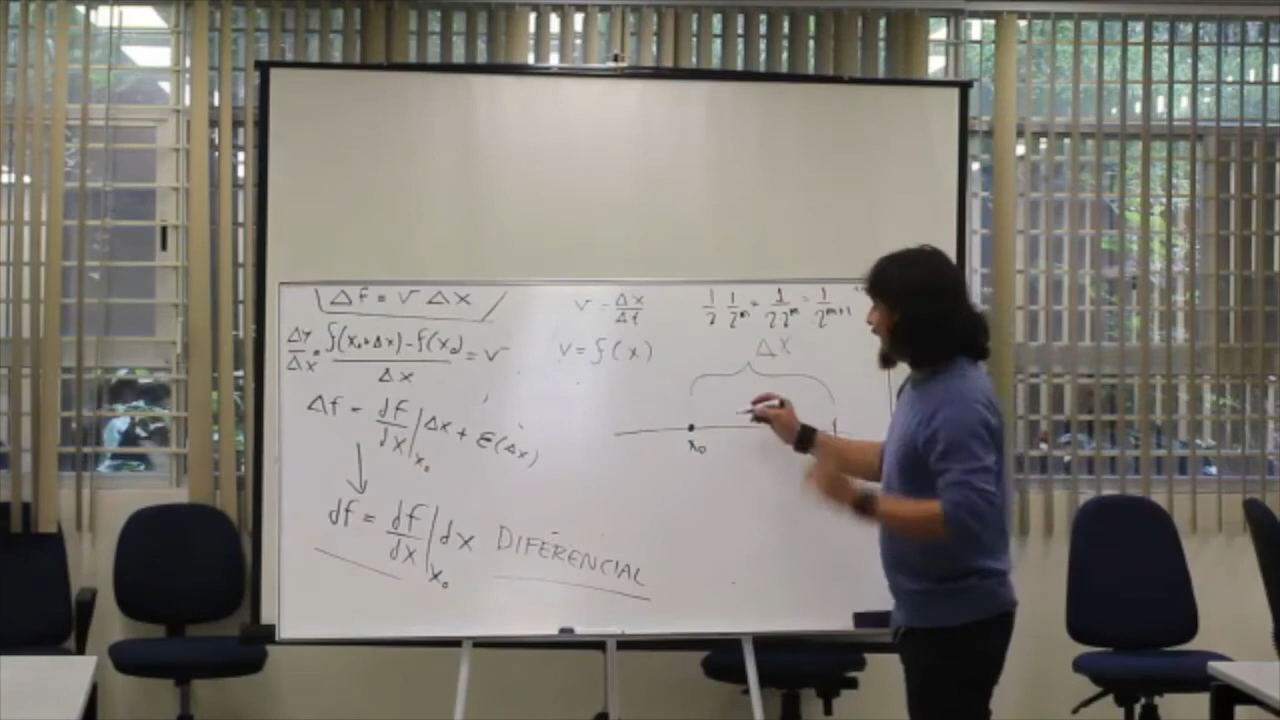 Δf = v Δx
Δy/Δx = f(x₀+Δx) - f(x₀)/Δx = v
Δf = df/dx|x₀ Δx + ε(Δx)
df = df/dx|x₀ dx DIFERENCIAL
v = Δx/Δt
v = f(x)
1/2 1/2ⁿ = 1/2·2ⁿ = 1/2ⁿ⁺¹
Δx
x₀